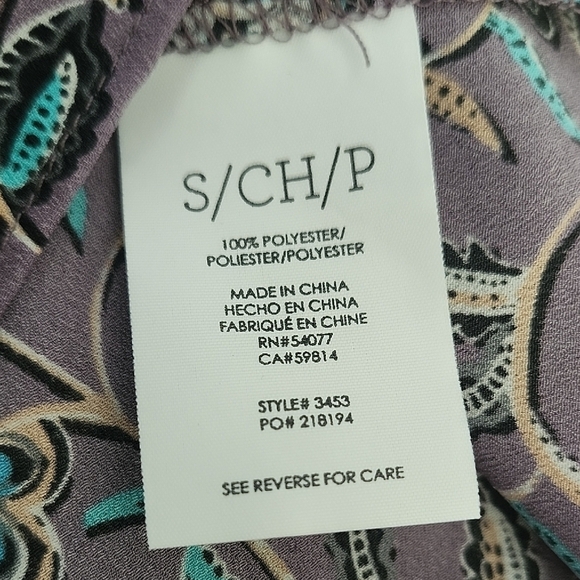 S/CH/P
100% POLYESTER/
POLIESTER/POLYESTER
MADE IN CHINA
HECHO EN CHINA
FABRIQUÉ EN CHINE
RN#54077
CA#59814
STYLE# 3453
PO# 218194
SEE REVERSE FOR CARE